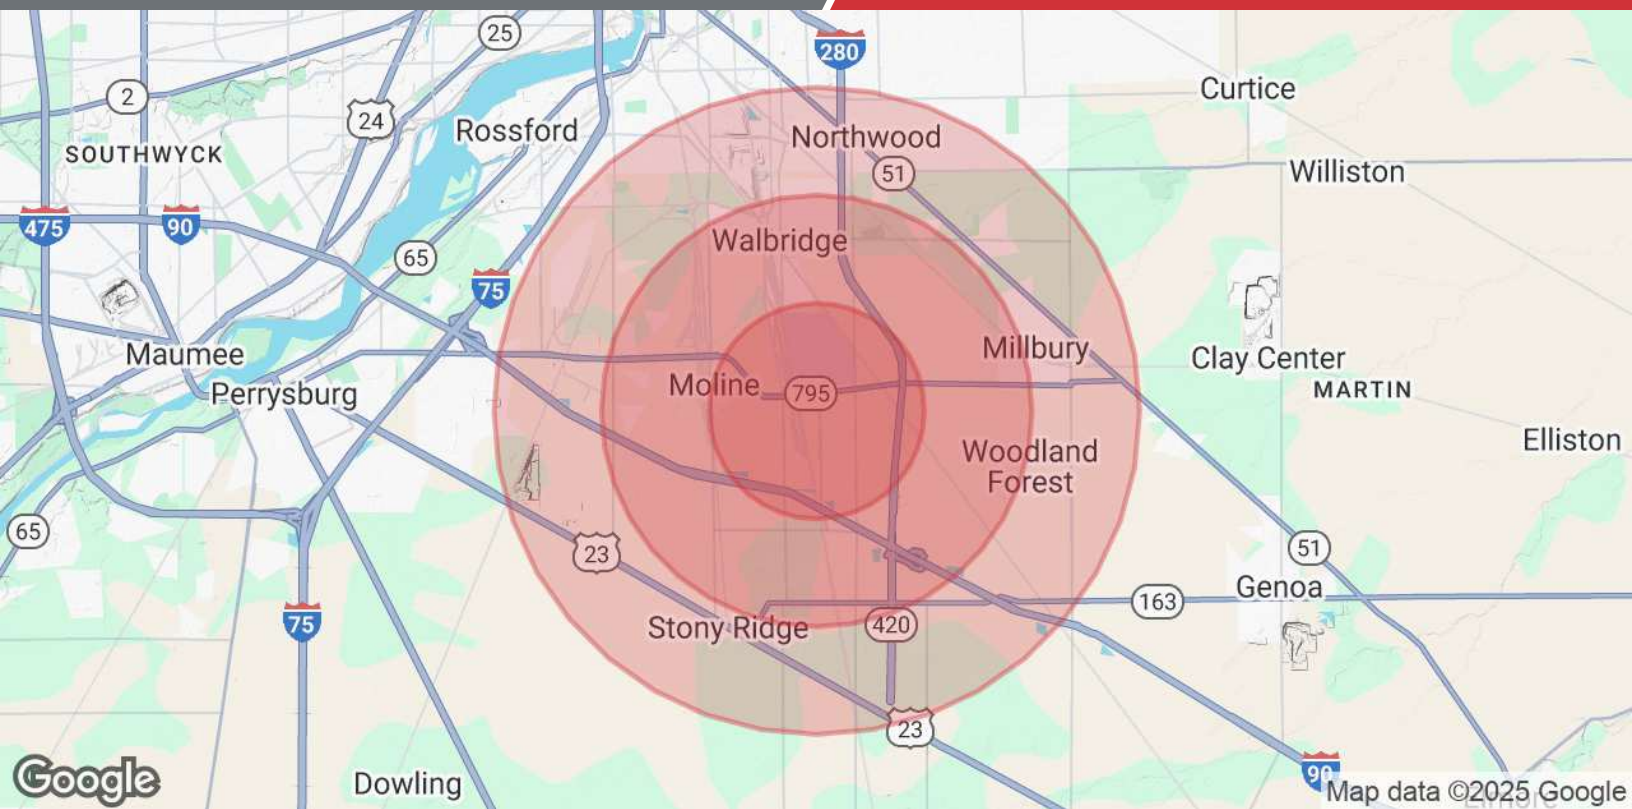 25
280
2
24
Curtice
Rossford
Northwood
SOUTHWYCK
51
Williston
475
90
Walbridge
65
75
Maumee
Millbury
Clay Center
Moline
795
Perrysburg
MARTIN
Elliston
Woodland
Forest
65
23
51
Genoa
163
75
Stony Ridge
420
23
90
Google
Dowling
Map data ©2025 Google